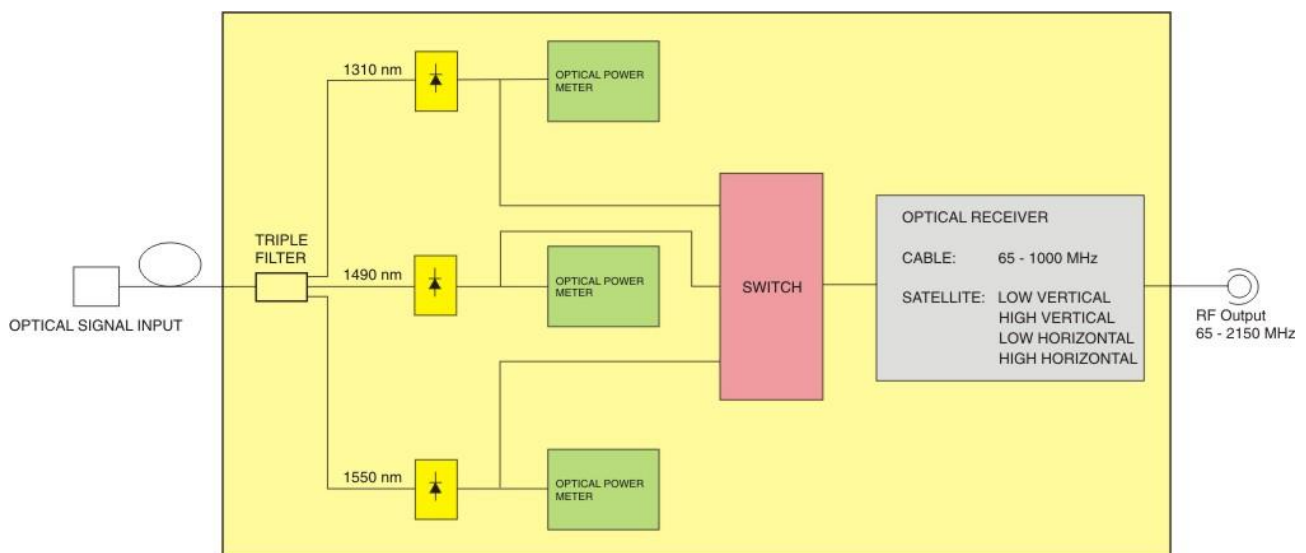 1310 nm
OPTICAL POWER
METER
TRIPLE
FILTER
1490 nm
OPTICAL POWER
METER
OPTICAL SIGNAL INPUT
1550 nm
OPTICAL POWER
METER
SWITCH
OPTICAL RECEIVER
CABLE: 65 - 1000 MHz
SATELLITE: LOW VERTICAL
HIGH VERTICAL
LOW HORIZONTAL
HIGH HORIZONTAL
RF Output
65 - 2150 MHz